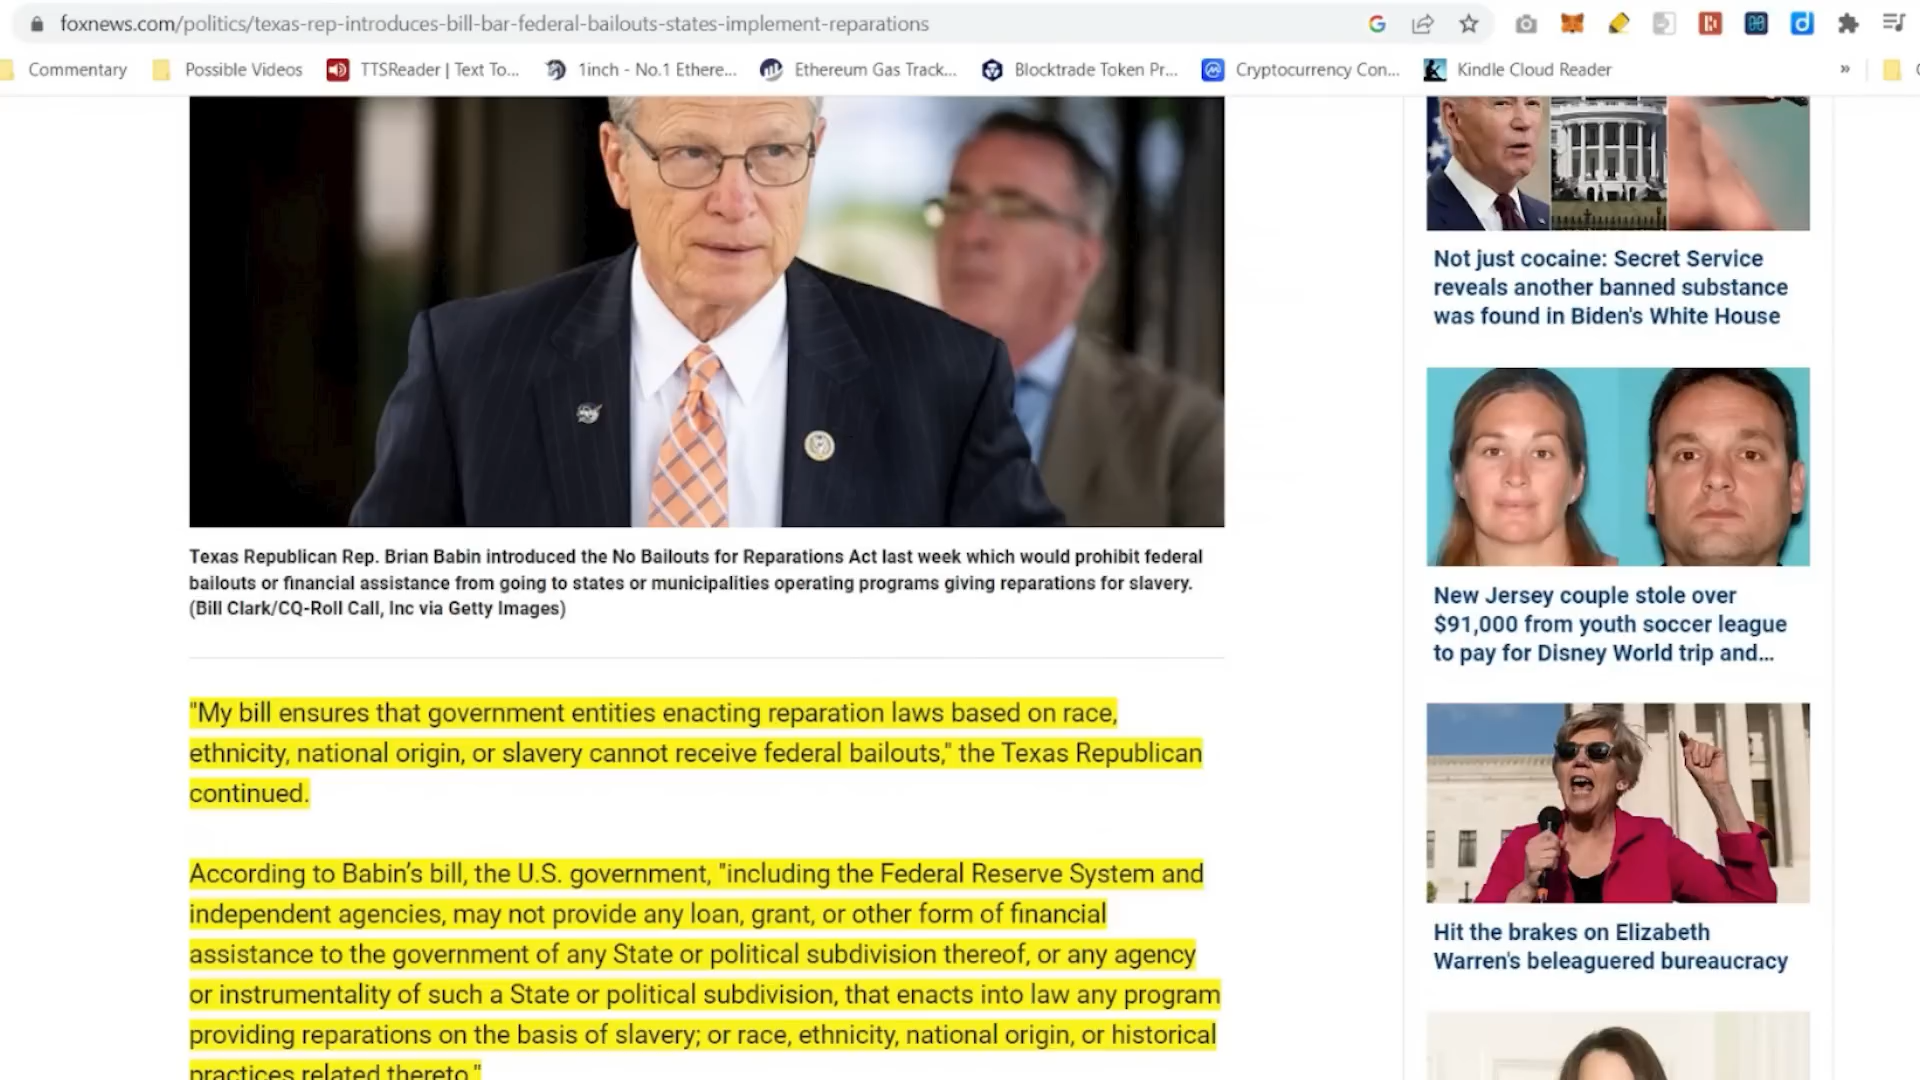 foxnews.com/politics/texas-rep-introduces-bill-bar-federal-bailouts-states-implement-reparations
Commentary
Possible Videos
TTSReader | Text To...
1inch - No.1 Ethere...
Ethereum Gas Track...
Blocktrade Token Pr...
Cryptocurrency Con...
Kindle Cloud Reader
»
Texas Republican Rep. Brian Babin introduced the No Bailouts for Reparations Act last week which would prohibit federal
bailouts or financial assistance from going to states or municipalities operating programs giving reparations for slavery.
(Bill Clark/CQ-Roll Call, Inc via Getty Images)
"My bill ensures that government entities enacting reparation laws based on race,
ethnicity, national origin, or slavery cannot receive federal bailouts," the Texas Republican
continued.
According to Babin’s bill, the U.S. government, "including the Federal Reserve System and
independent agencies, may not provide any loan, grant, or other form of financial
assistance to the government of any State or political subdivision thereof, or any agency
or instrumentality of such a State or political subdivision, that enacts into law any program
providing reparations on the basis of slavery; or race, ethnicity, national origin, or historical
practices related thereto."
Not just cocaine: Secret Service
reveals another banned substance
was found in Biden's White House
New Jersey couple stole over
$91,000 from youth soccer league
to pay for Disney World trip and...
Hit the brakes on Elizabeth
Warren's beleaguered bureaucracy